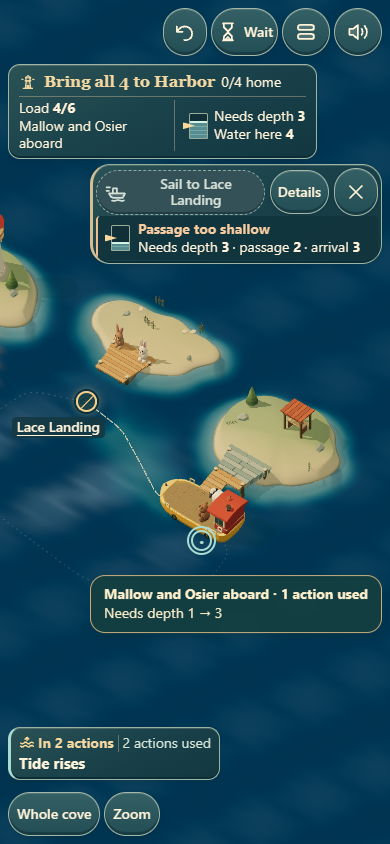 Wait
Bring all 4 to Harbor 0/4 home
Load 4/6
Mallow and Osier
aboard
Needs depth 3
Water here 4
Sail to Lace
Landing
Details
Passage too shallow
Needs depth 3 · passage 2 · arrival 3
Lace Landing
Mallow and Osier aboard · 1 action used
Needs depth 1 → 3
In 2 actions 2 actions used
Tide rises
Whole cove
Zoom